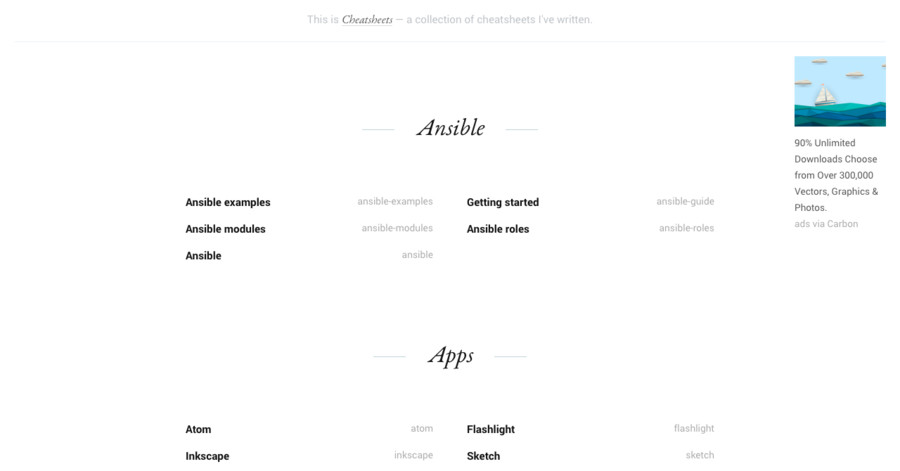 This is Cheatsheets — a collection of cheatsheets I've written.
90% Unlimited
Downloads Choose
from Over 300,000
Vectors, Graphics &
Photos.
ads via Carbon
Ansible
Ansible examples ansible-examples
Getting started ansible-guide
Ansible modules ansible-modules
Ansible roles ansible-roles
Ansible ansible
Apps
Atom atom
Flashlight flashlight
Inkscape inkscape
Sketch sketch